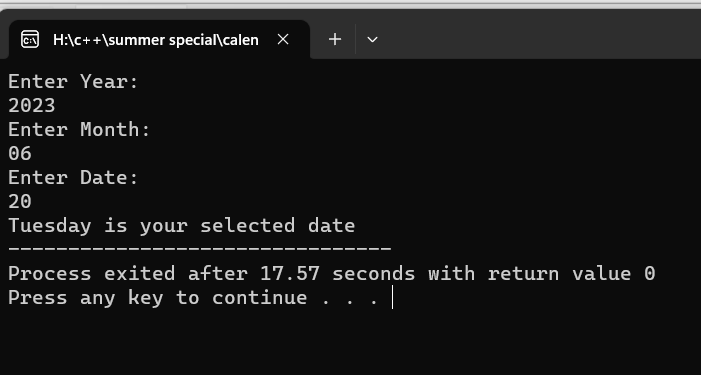 H:\c++\summer special\calen
Enter Year:
2023
Enter Month:
06
Enter Date:
20
Tuesday is your selected date
--------------------------------
Process exited after 17.57 seconds with return value 0
Press any key to continue . . .